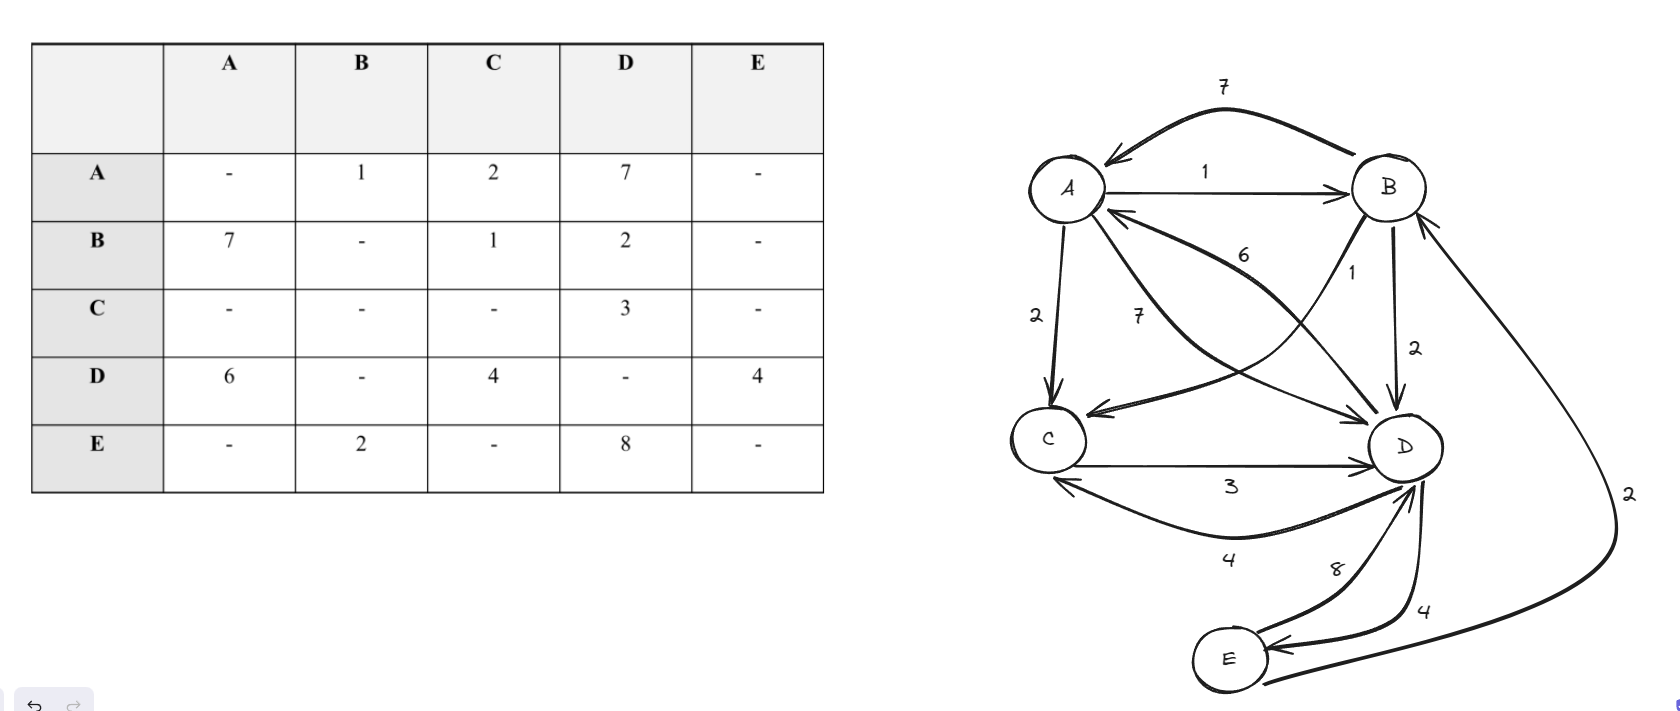 A B C D E
A - 1 2 7 -
B 7 - 1 2 -
C - - - 3 -
D 6 - 4 - 4
E - 2 - 8 -
7
A 1 B
6
1
2 7
2
C D
3
2
4
8
4
E